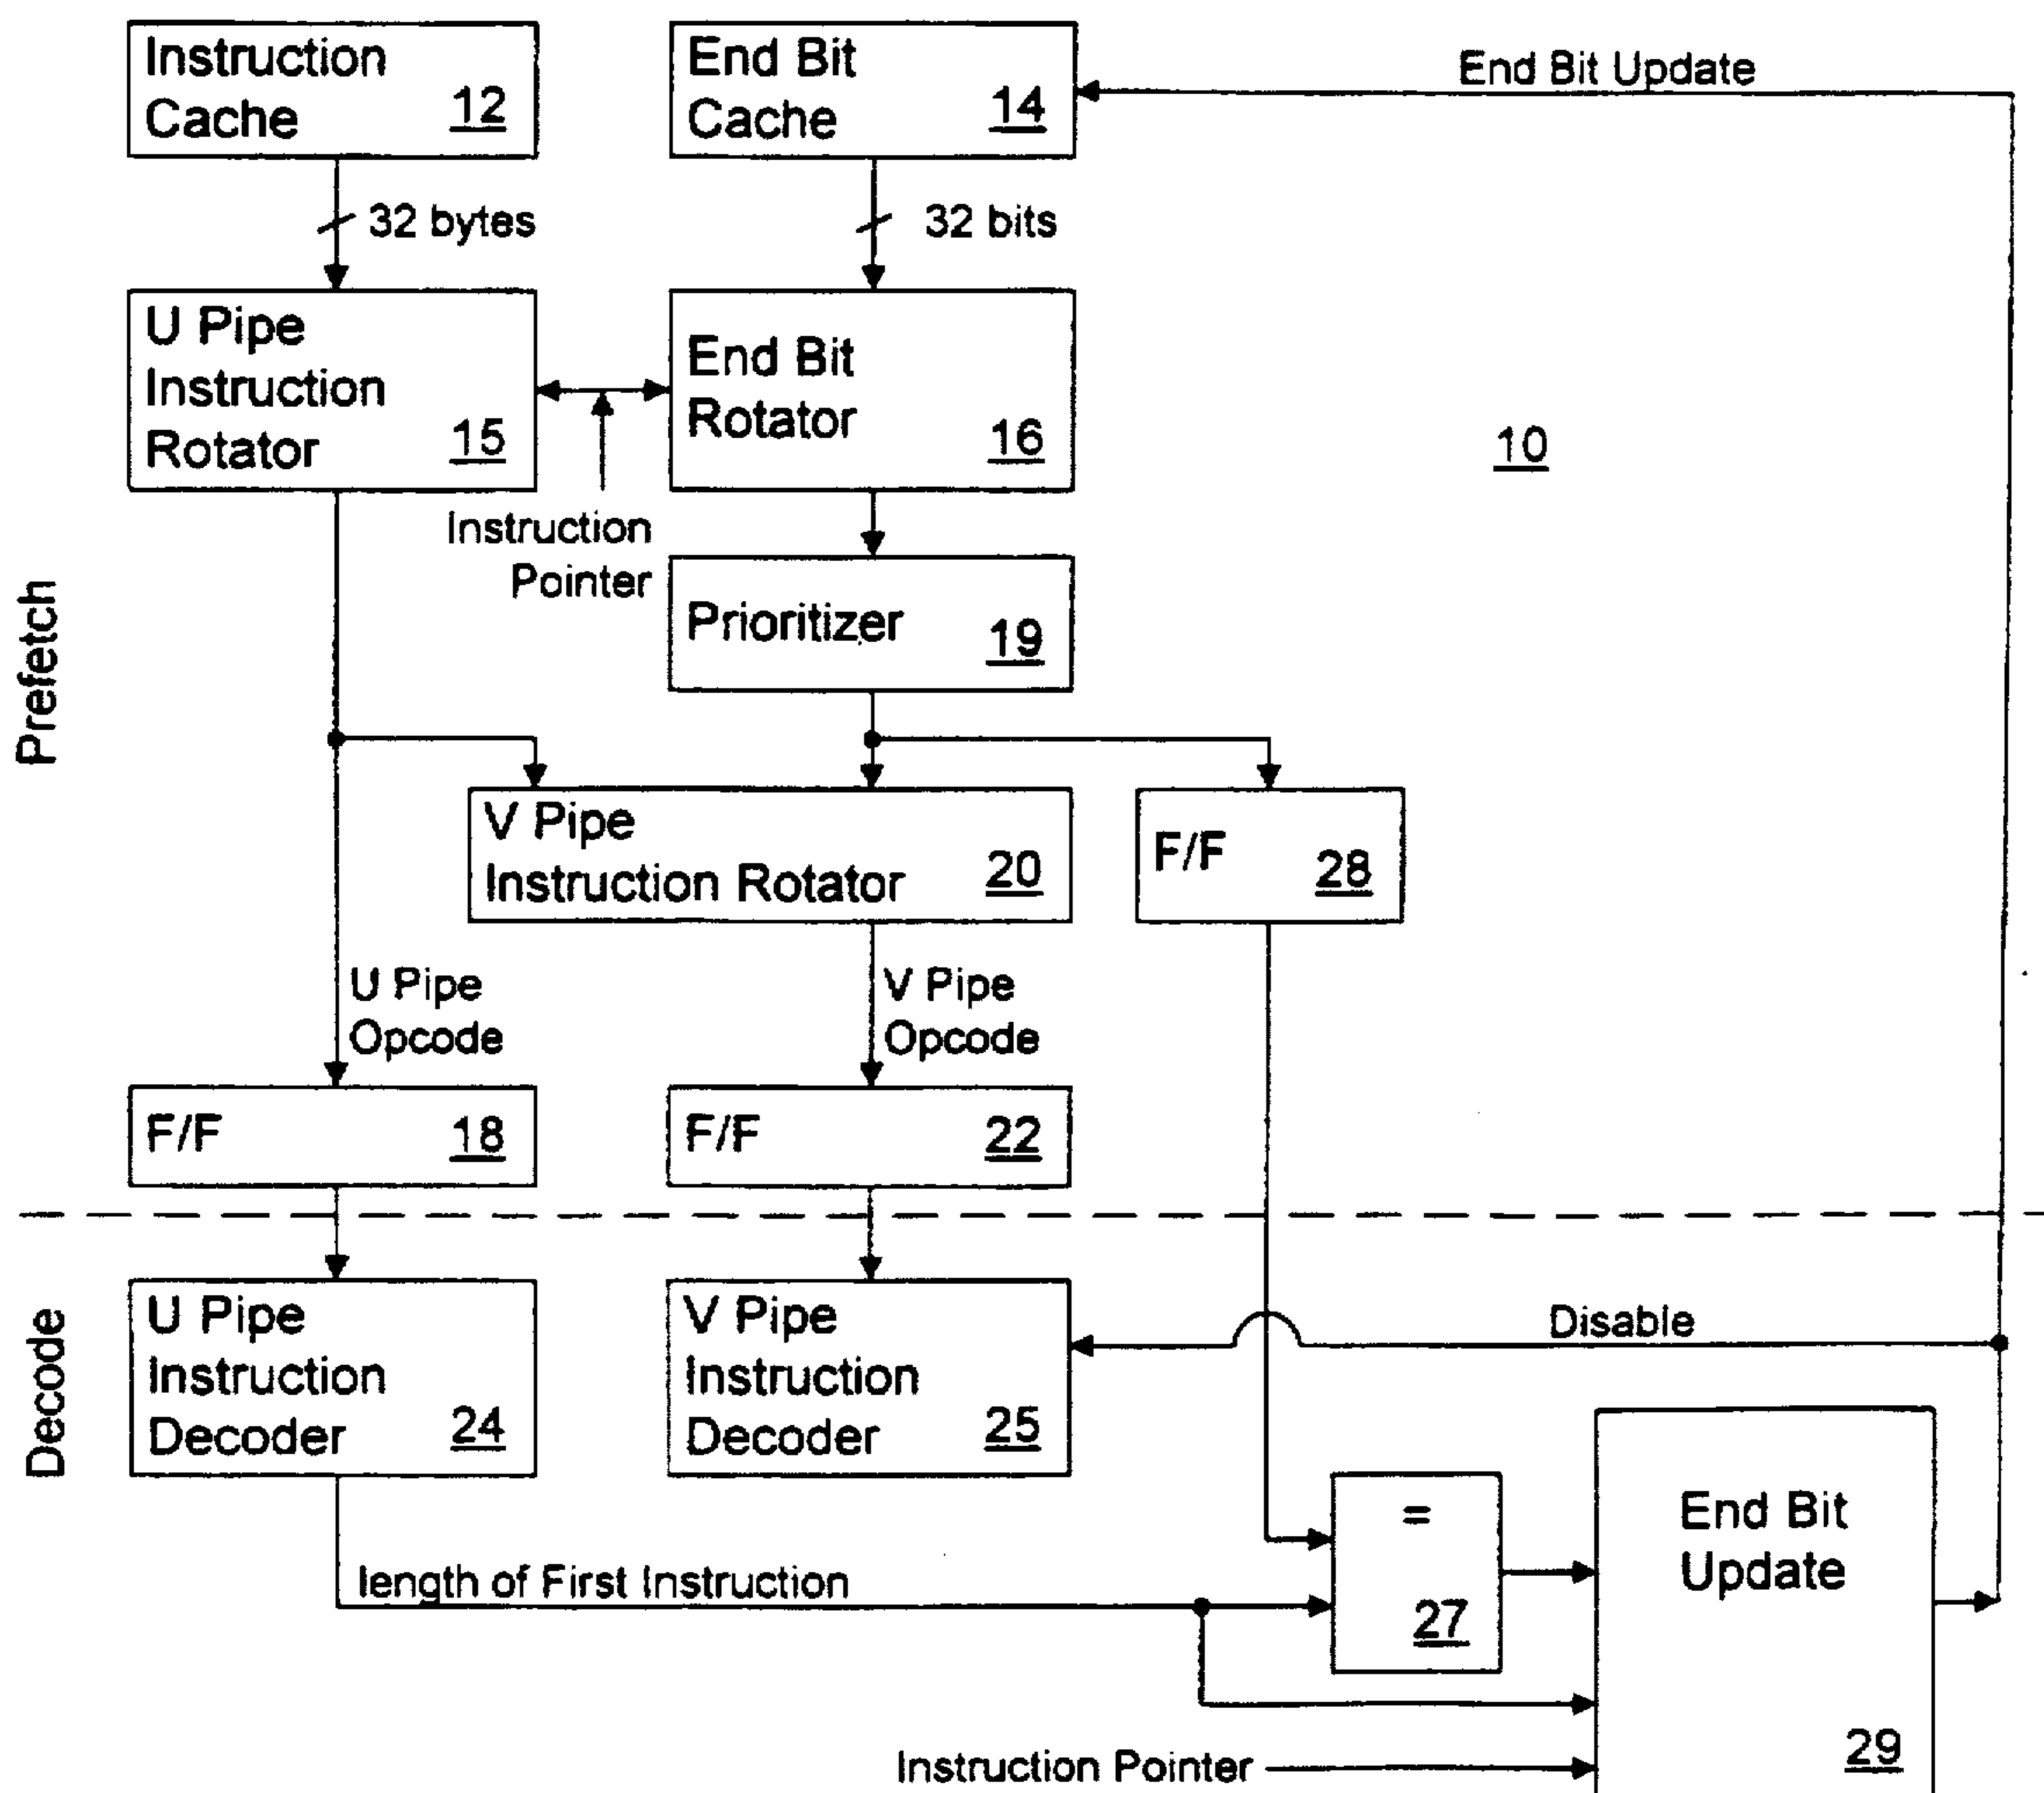 Instruction
Cache 12
End Bit
Cache 14
End Bit Update
32 bytes
32 bits
U Pipe
Instruction
Rotator 15
End Bit
Rotator 16
10
Instruction
Pointer
Prioritizer 19
Prefetch
V Pipe
Instruction Rotator 20
F/F 28
U Pipe
Opcode
V Pipe
Opcode
F/F 18
F/F 22
Decode
U Pipe
Instruction
Decoder 24
V Pipe
Instruction
Decoder 25
Disable
=
27
End Bit
Update
29
length of First Instruction
Instruction Pointer